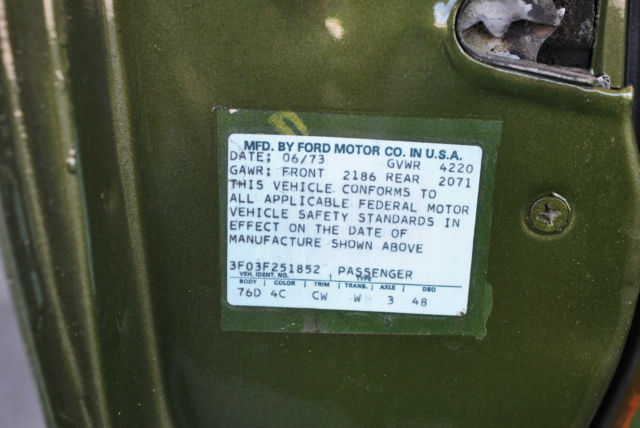 MFD. BY FORD MOTOR CO. IN U.S.A.
DATE; 06/73 GVWR 4220
GAWR: FRONT 2186 REAR 2071
THIS VEHICLE CONFORMS TO
ALL APPLICABLE FEDERAL MOTOR
VEHICLE SAFETY STANDARDS IN
EFFECT ON THE DATE OF
MANUFACTURE SHOWN ABOVE
3F03F251852 PASSENGER
VEH. IDENT. NO. TYPE
BODY COLOR TRIM TRANS. AXLE DSO
76D 4C CW W 3 48